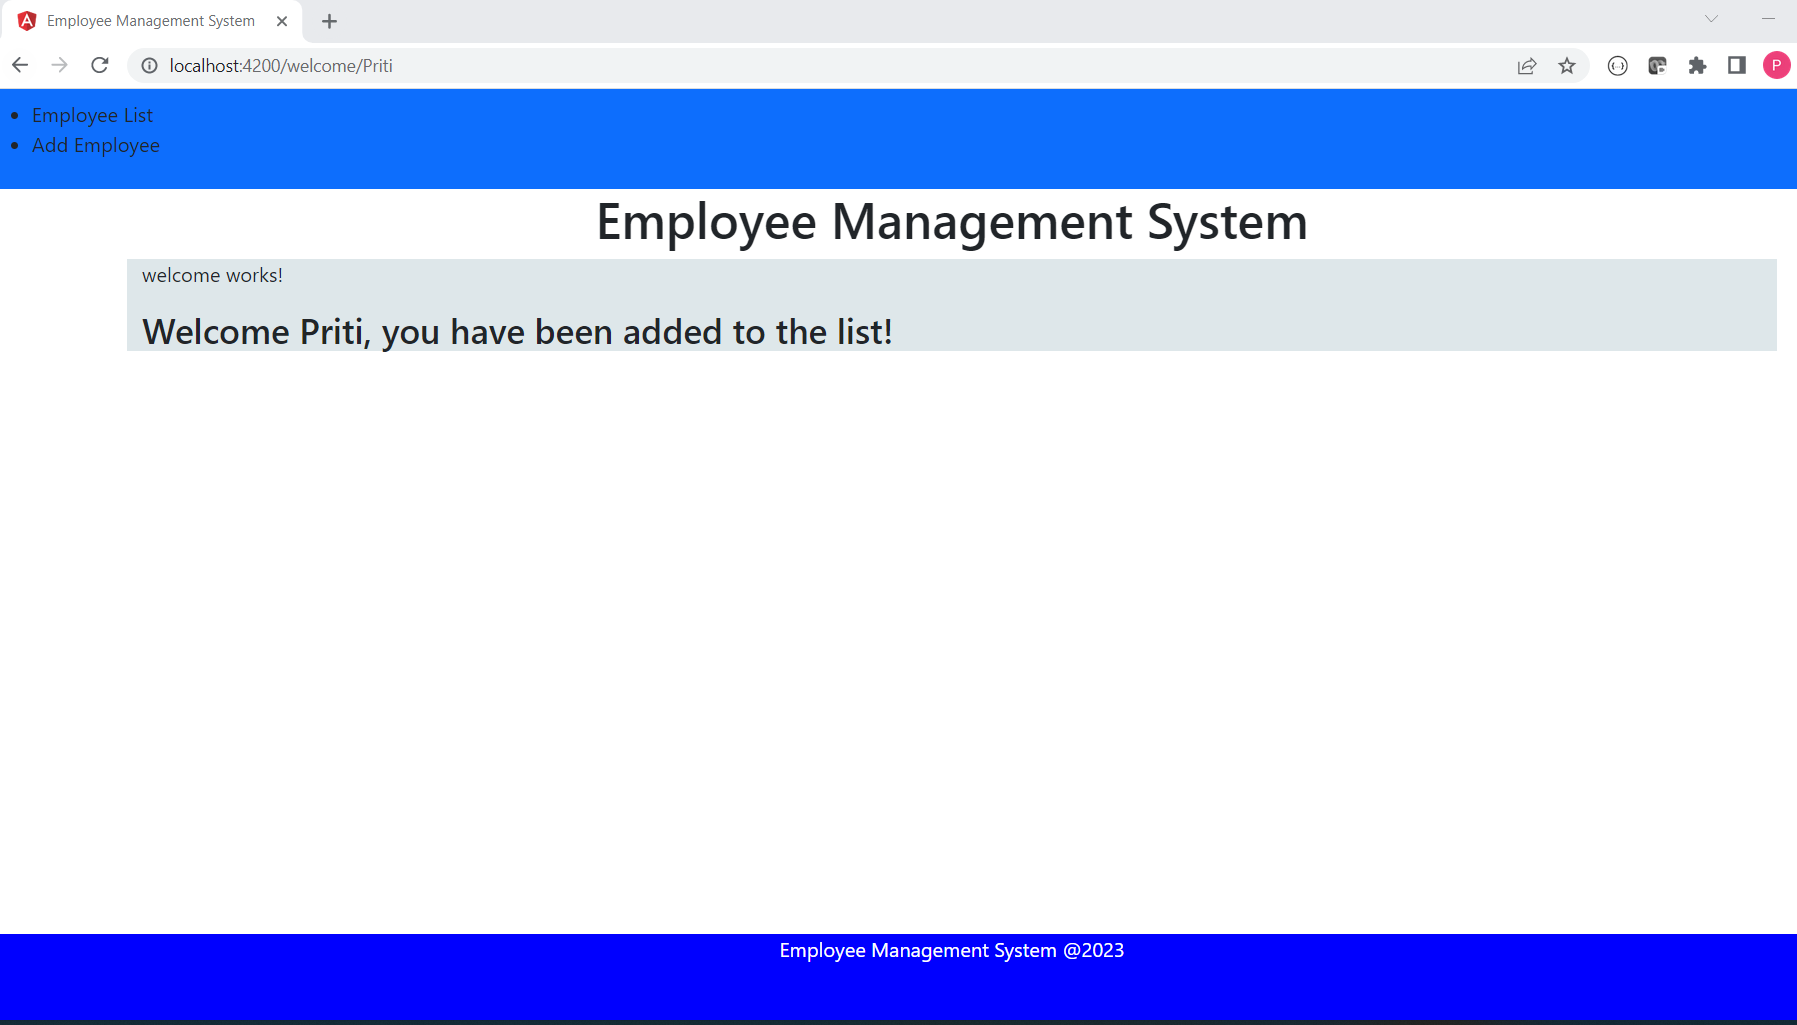 Employee Management System
localhost:4200/welcome/Priti
P
Employee List
Add Employee
Employee Management System
welcome works!
Welcome Priti, you have been added to the list!
Employee Management System @2023